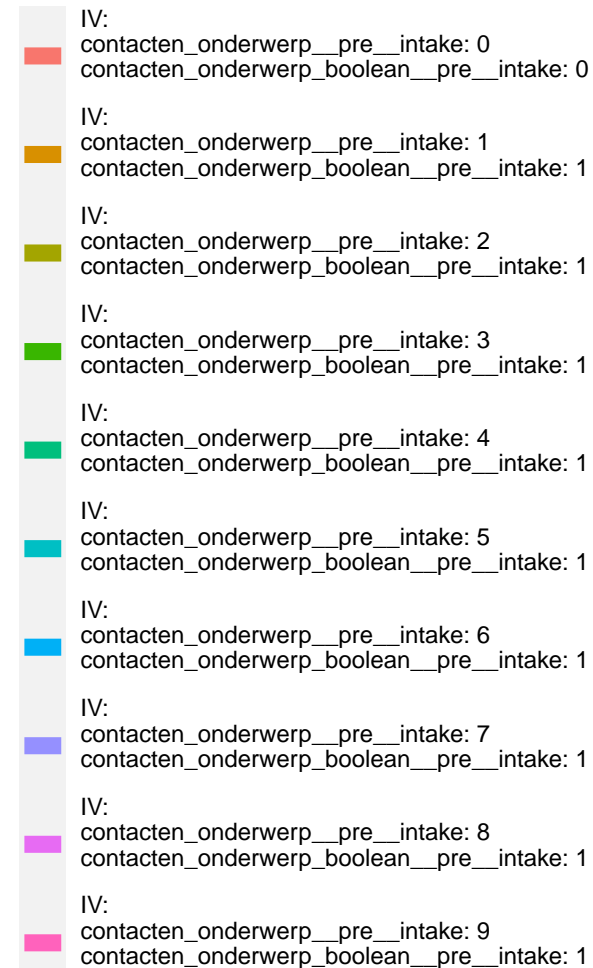 IV:
contacten_onderwerp__pre__intake: 0
contacten_onderwerp_boolean__pre__intake: 0
IV:
contacten_onderwerp__pre__intake: 1
contacten_onderwerp_boolean__pre__intake: 1
IV:
contacten_onderwerp__pre__intake: 2
contacten_onderwerp_boolean__pre__intake: 1
IV:
contacten_onderwerp__pre__intake: 3
contacten_onderwerp_boolean__pre__intake: 1
IV:
contacten_onderwerp__pre__intake: 4
contacten_onderwerp_boolean__pre__intake: 1
IV:
contacten_onderwerp__pre__intake: 5
contacten_onderwerp_boolean__pre__intake: 1
IV:
contacten_onderwerp__pre__intake: 6
contacten_onderwerp_boolean__pre__intake: 1
IV:
contacten_onderwerp__pre__intake: 7
contacten_onderwerp_boolean__pre__intake: 1
IV:
contacten_onderwerp__pre__intake: 8
contacten_onderwerp_boolean__pre__intake: 1
IV:
contacten_onderwerp__pre__intake: 9
contacten_onderwerp_boolean__pre__intake: 1